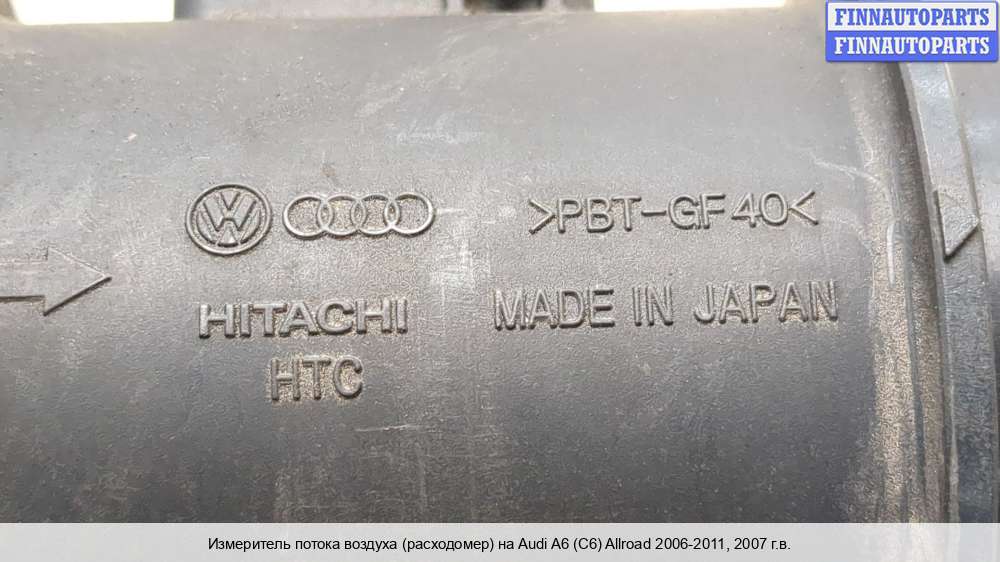 FINNAUTOPARTS
FINNAUTOPARTS
>PBT-GF40<
HITACHI
MADE IN JAPAN
HTC
Измеритель потока воздуха (расходомер) на Audi A6 (C6) Allroad 2006-2011, 2007 г.в.